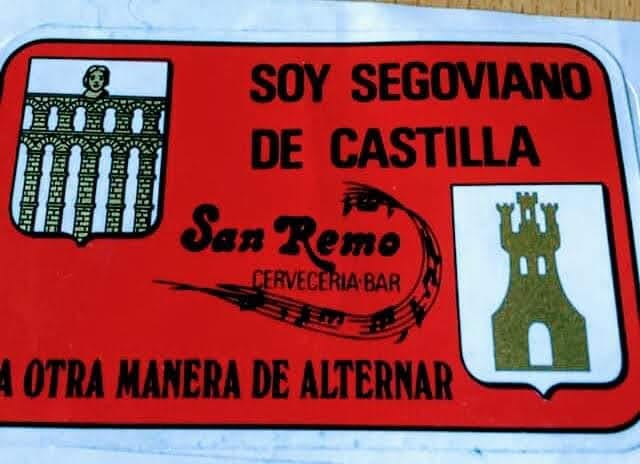 SOY SEGOVIANO
DE CASTILLA
San Remo
CERVECERIA·BAR
A OTRA MANERA DE ALTERNAR